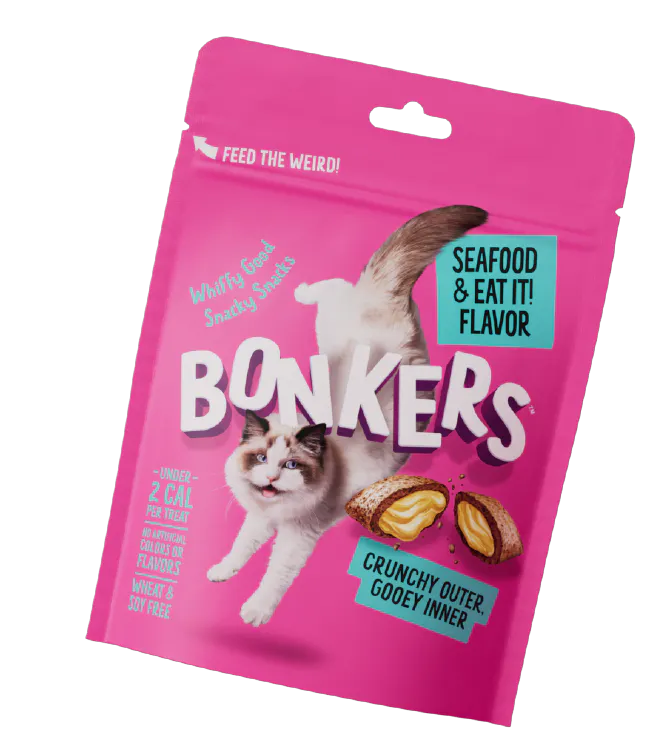 FEED THE WEIRD!
Whiffy Good
Snacky Snacks
SEAFOOD
& EAT IT!
FLAVOR
BONKERS™
-UNDER-
2 CAL
PER TREAT
NO ARTIFICIAL
COLORS OR
FLAVORS
WHEAT &
SOY FREE
CRUNCHY OUTER,
GOOEY INNER